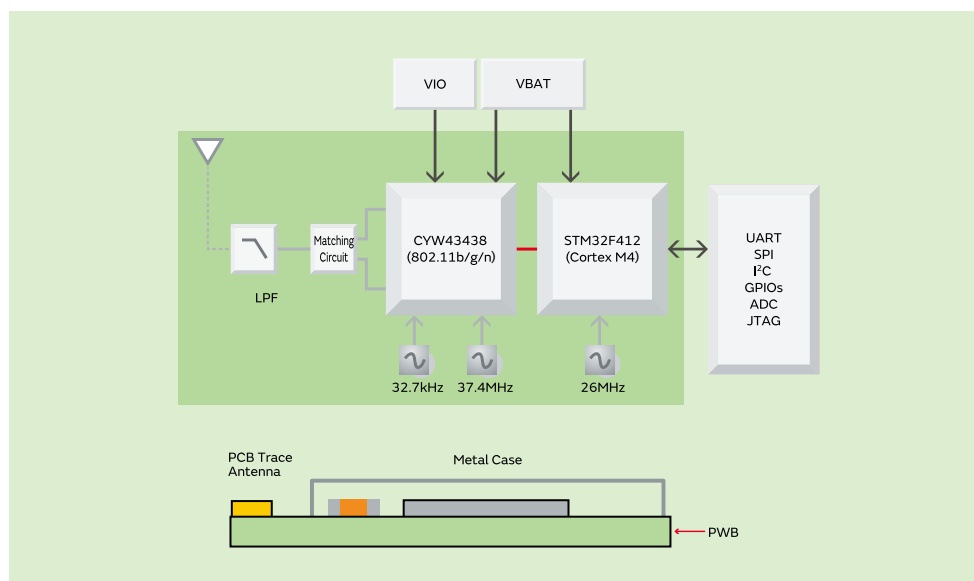 VIO
VBAT
Matching
Circuit
LPF
CYW43438
(802.11b/g/n)
STM32F412
(Cortex M4)
UART
SPI
I²C
GPIOs
ADC
JTAG
32.7kHz
37.4MHz
26MHz
PCB Trace
Antenna
Metal Case
PWB